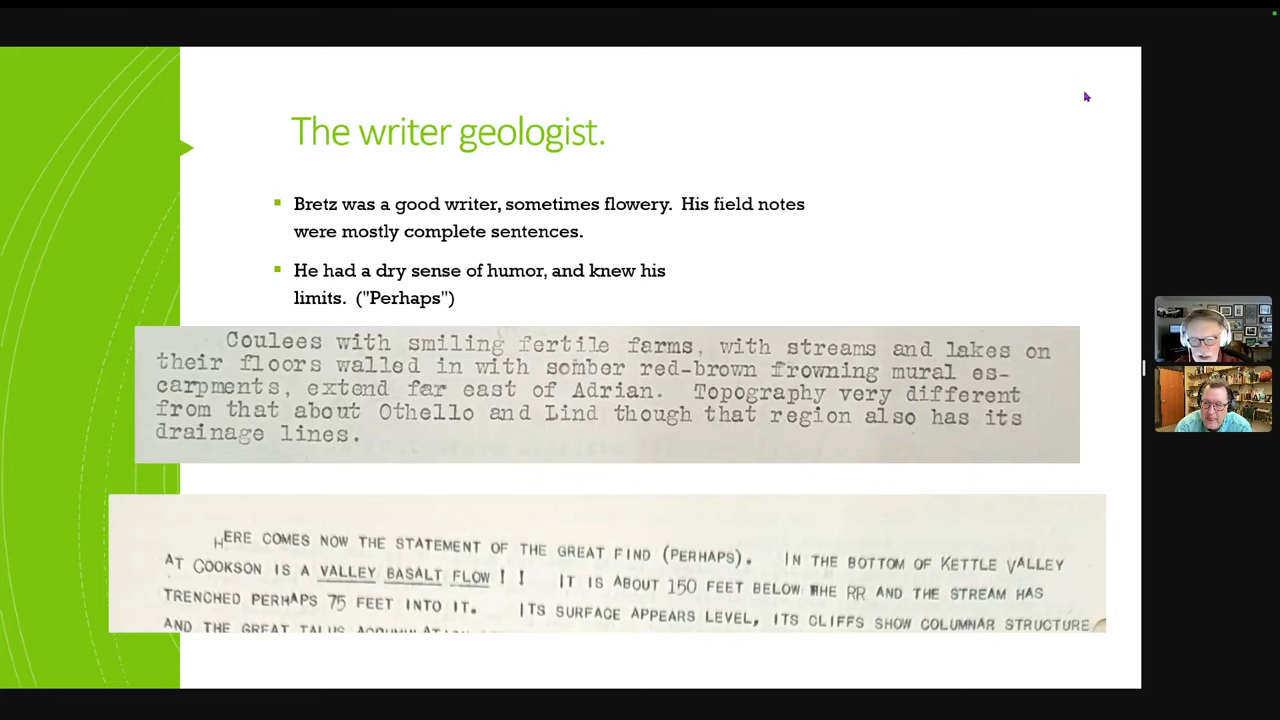 The writer geologist.
Bretz was a good writer, sometimes flowery. His field notes
were mostly complete sentences.
He had a dry sense of humor, and knew his
limits. ("Perhaps")
Coulees with smiling fertile farms, with streams and lakes on
their floors walled in with somber red-brown frowning mural es-
carpments, extend far east of Adrian. Topography very different
from that about Othello and Lind though that region also has its
drainage lines.
HERE COMES NOW THE STATEMENT OF THE GREAT FIND (PERHAPS). IN THE BOTTOM OF KETTLE VALLEY
AT COOKSON IS A VALLEY BASALT FLOW ! ! IT IS ABOUT 150 FEET BELOW THE RR AND THE STREAM HAS
TRENCHED PERHAPS 75 FEET INTO IT. ITS SURFACE APPEARS LEVEL, ITS CLIFFS SHOW COLUMNAR STRUCTURE
AND THE GREAT TALUS